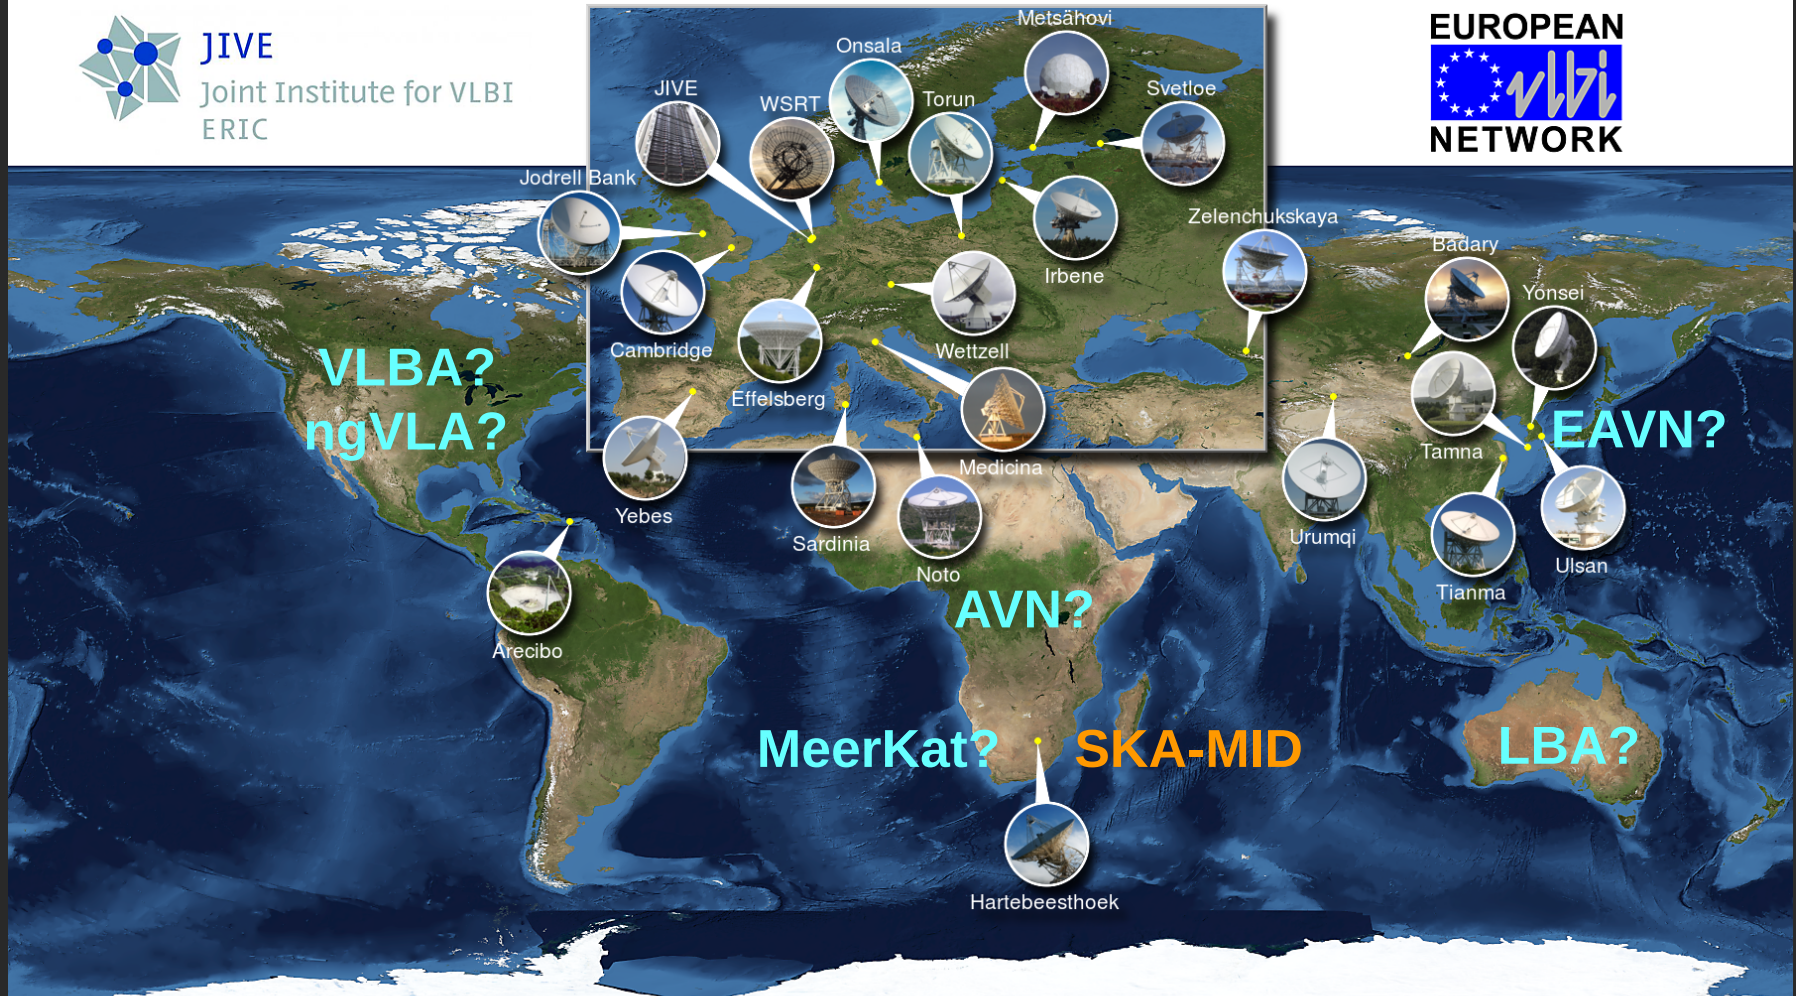 JIVE
Joint Institute for VLBI
ERIC
EUROPEAN
vlbi
NETWORK
Metsähovi
Onsala
JIVE
WSRT
Torun
Svetloe
Jodrell Bank
Zelenchukskaya
Badary
Irbene
Yonsei
Cambridge
Wettzell
Effelsberg
VLBA?
ngVLA?
EAVN?
Tamna
Medicina
Yebes
Sardinia
Noto
Urumqi
Ulsan
Tianma
AVN?
Arecibo
MeerKat?
SKA-MID
LBA?
Hartebeesthoek